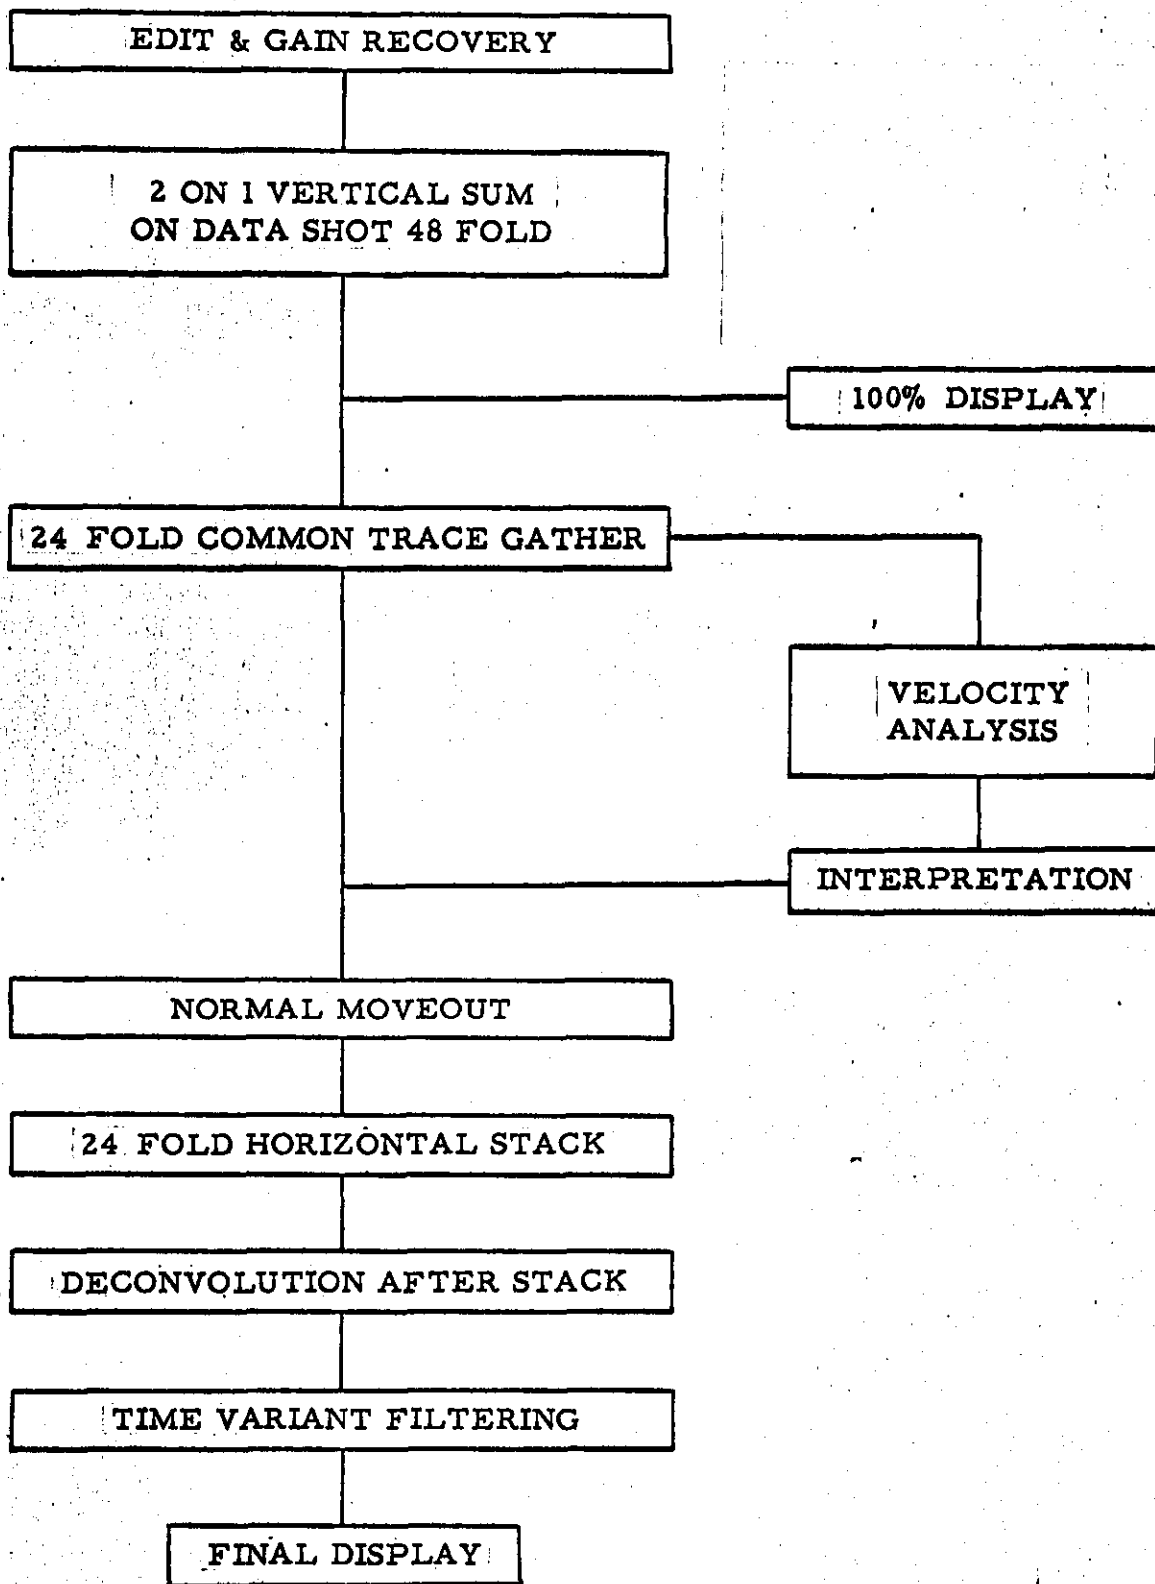 EDIT & GAIN RECOVERY
2 ON 1 VERTICAL SUM
ON DATA SHOT 48 FOLD
100% DISPLAY
24 FOLD COMMON TRACE GATHER
VELOCITY
ANALYSIS
INTERPRETATION
NORMAL MOVEOUT
24 FOLD HORIZONTAL STACK
DECONVOLUTION AFTER STACK
TIME VARIANT FILTERING
FINAL DISPLAY